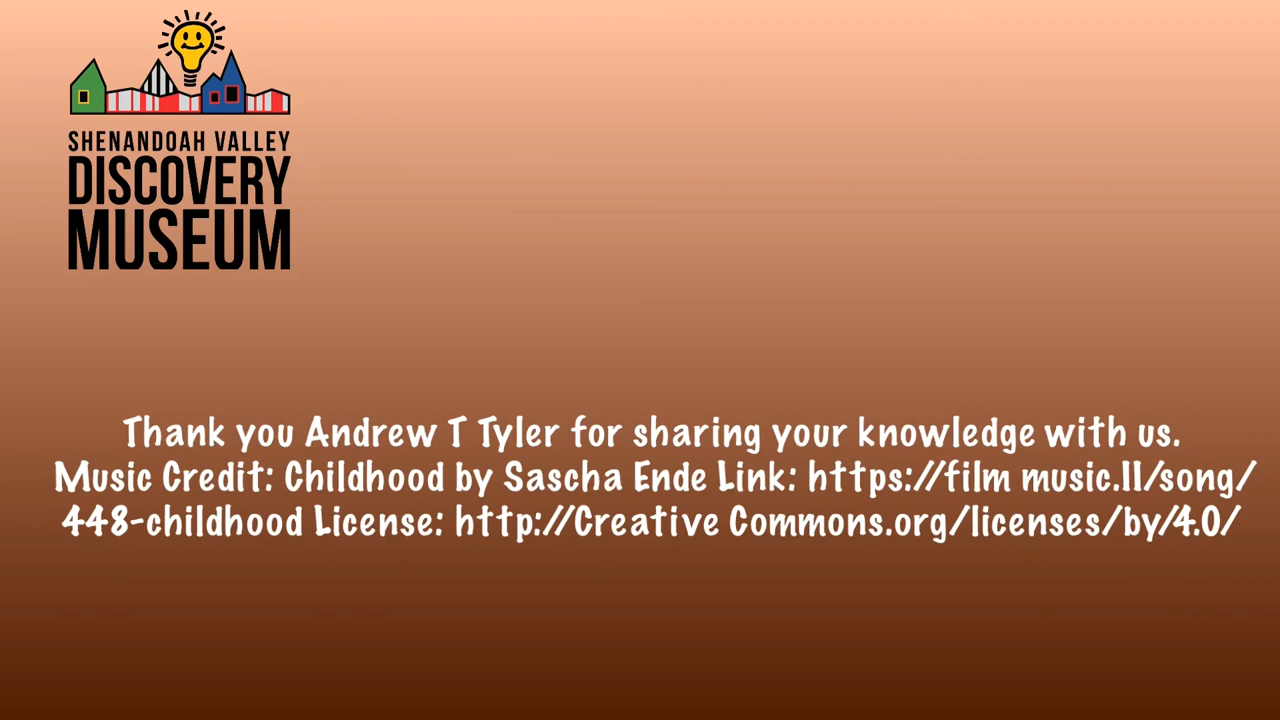 SHENANDOAH VALLEY
DISCOVERY
MUSEUM
Thank you Andrew T Tyler for sharing your knowledge with us.
Music Credit: Childhood by Sascha Ende Link: https://film music.II/song/
448-childhood License: http://Creative Commons.org/licenses/by/4.0/